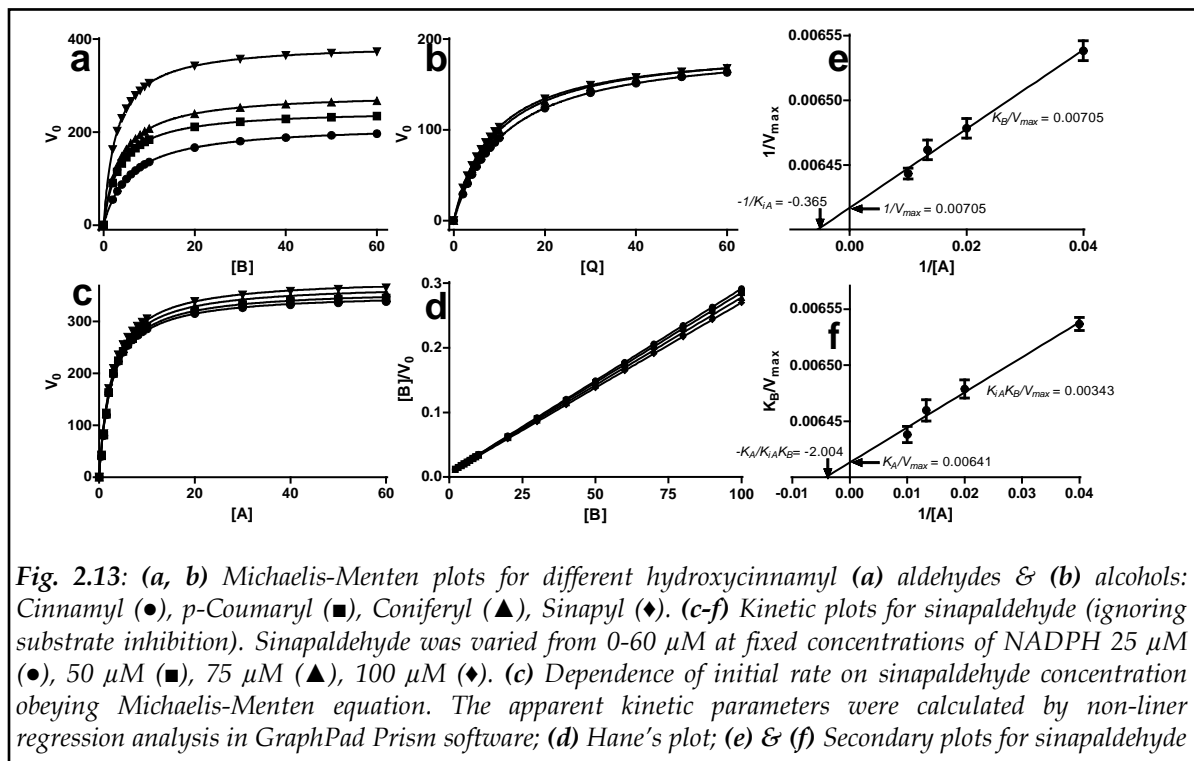 a
V0
400
200
0
0 20 40 60
[B]
b
V0
200
100
0
0 20 40 60
[Q]
e
1/Vmax
0.00655
0.00650
0.00645
KB/Vmax = 0.00705
-1/KiA = -0.365
1/Vmax = 0.00705
0.00 0.02 0.04
1/[A]
c
V0
300
200
100
0
0 20 40 60
[A]
d
[B]/V0
0.3
0.2
0.1
0.0
0 25 50 75 100
[B]
f
KB/Vmax
0.00655
0.00650
0.00645
KiAKB/Vmax = 0.00343
-KA/KiAKB= -2.004
KA/Vmax = 0.00641
-0.01 0.00 0.01 0.02 0.03 0.04
1/[A]
Fig. 2.13: (a, b) Michaelis-Menten plots for different hydroxycinnamyl (a) aldehydes & (b) alcohols:
Cinnamyl (●), p-Coumaryl (■), Coniferyl (▲), Sinapyl (♦). (c-f) Kinetic plots for sinapaldehyde (ignoring
substrate inhibition). Sinapaldehyde was varied from 0-60 µM at fixed concentrations of NADPH 25 µM
(●), 50 µM (■), 75 µM (▲), 100 µM (♦). (c) Dependence of initial rate on sinapaldehyde concentration
obeying Michaelis-Menten equation. The apparent kinetic parameters were calculated by non-liner
regression analysis in GraphPad Prism software; (d) Hane's plot; (e) & (f) Secondary plots for sinapaldehyde